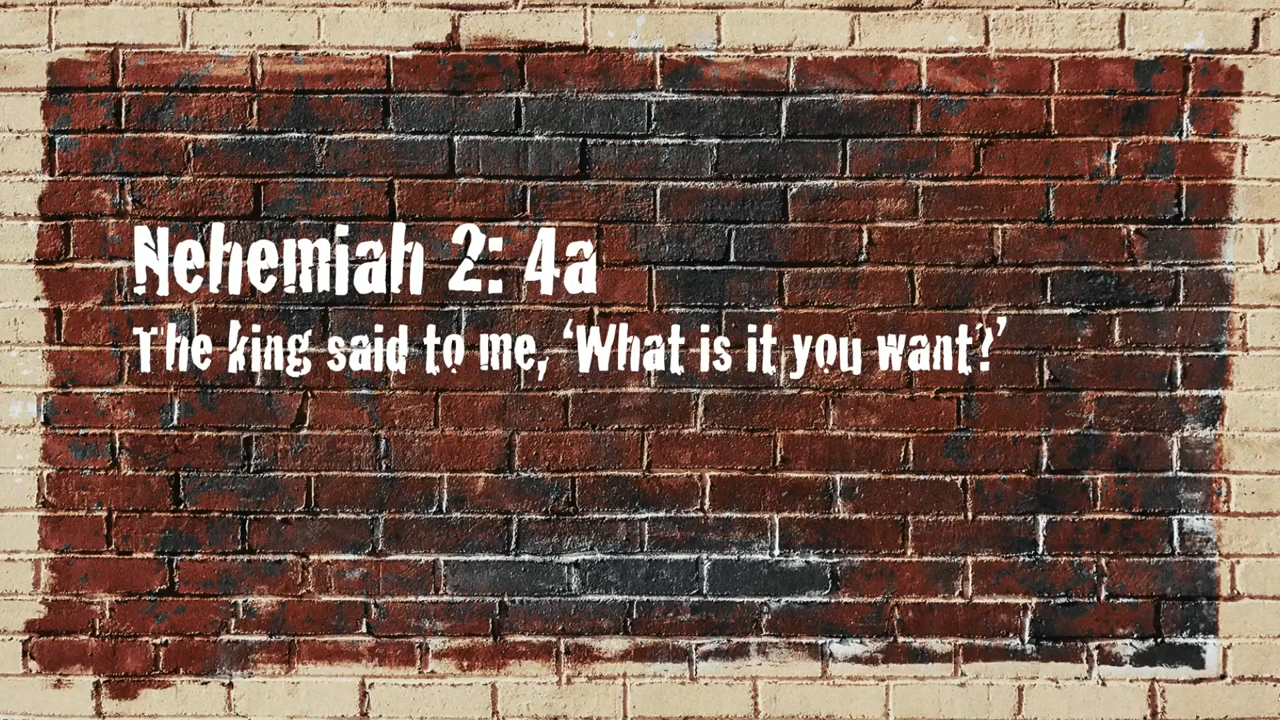 Nehemiah 2: 4a
The king said to me, ‘What is it you want?’